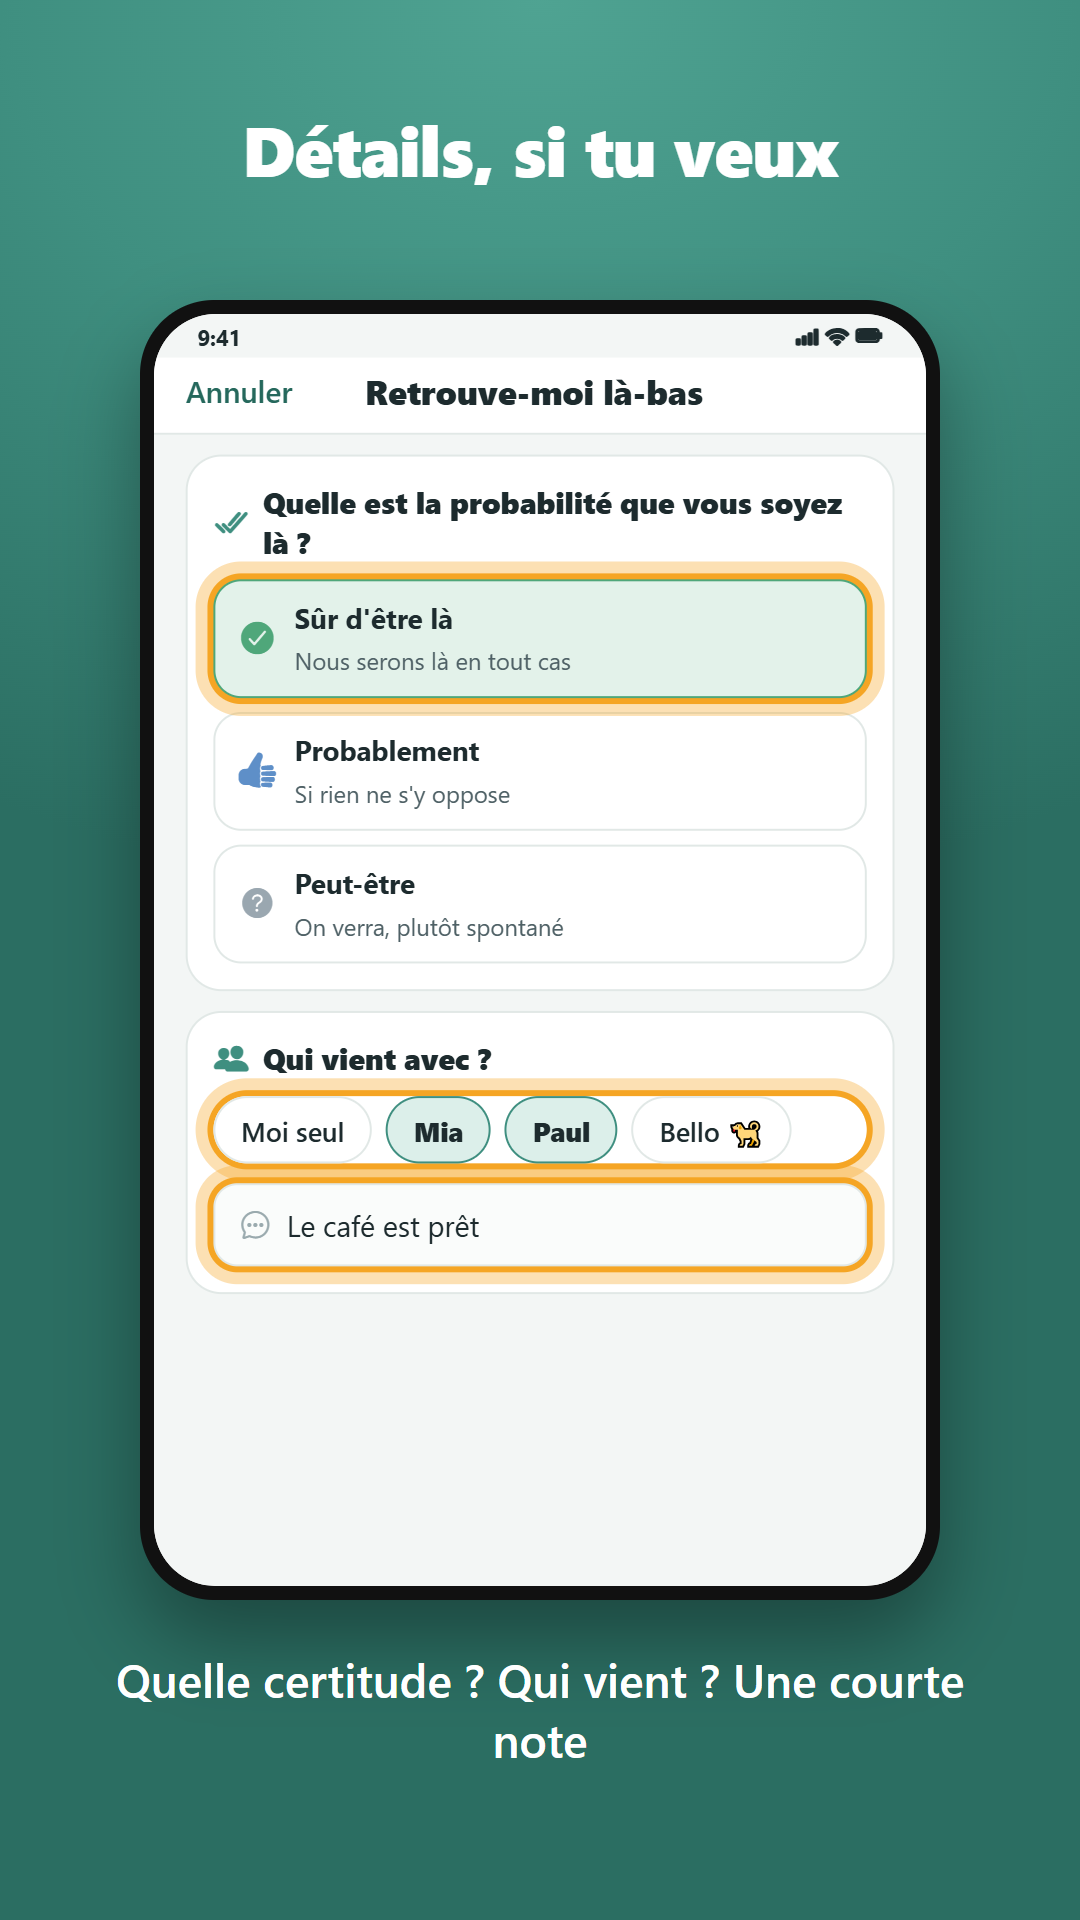 Détails, si tu veux
9:41
Annuler
Retrouve-moi là-bas
Quelle est la probabilité que vous soyez
là ?
Sûr d'être là
Nous serons là en tout cas
Probablement
Si rien ne s'y oppose
Peut-être
On verra, plutôt spontané
Qui vient avec ?
Moi seul
Mia
Paul
Bello 🐕
Le café est prêt
Quelle certitude ? Qui vient ? Une courte
note